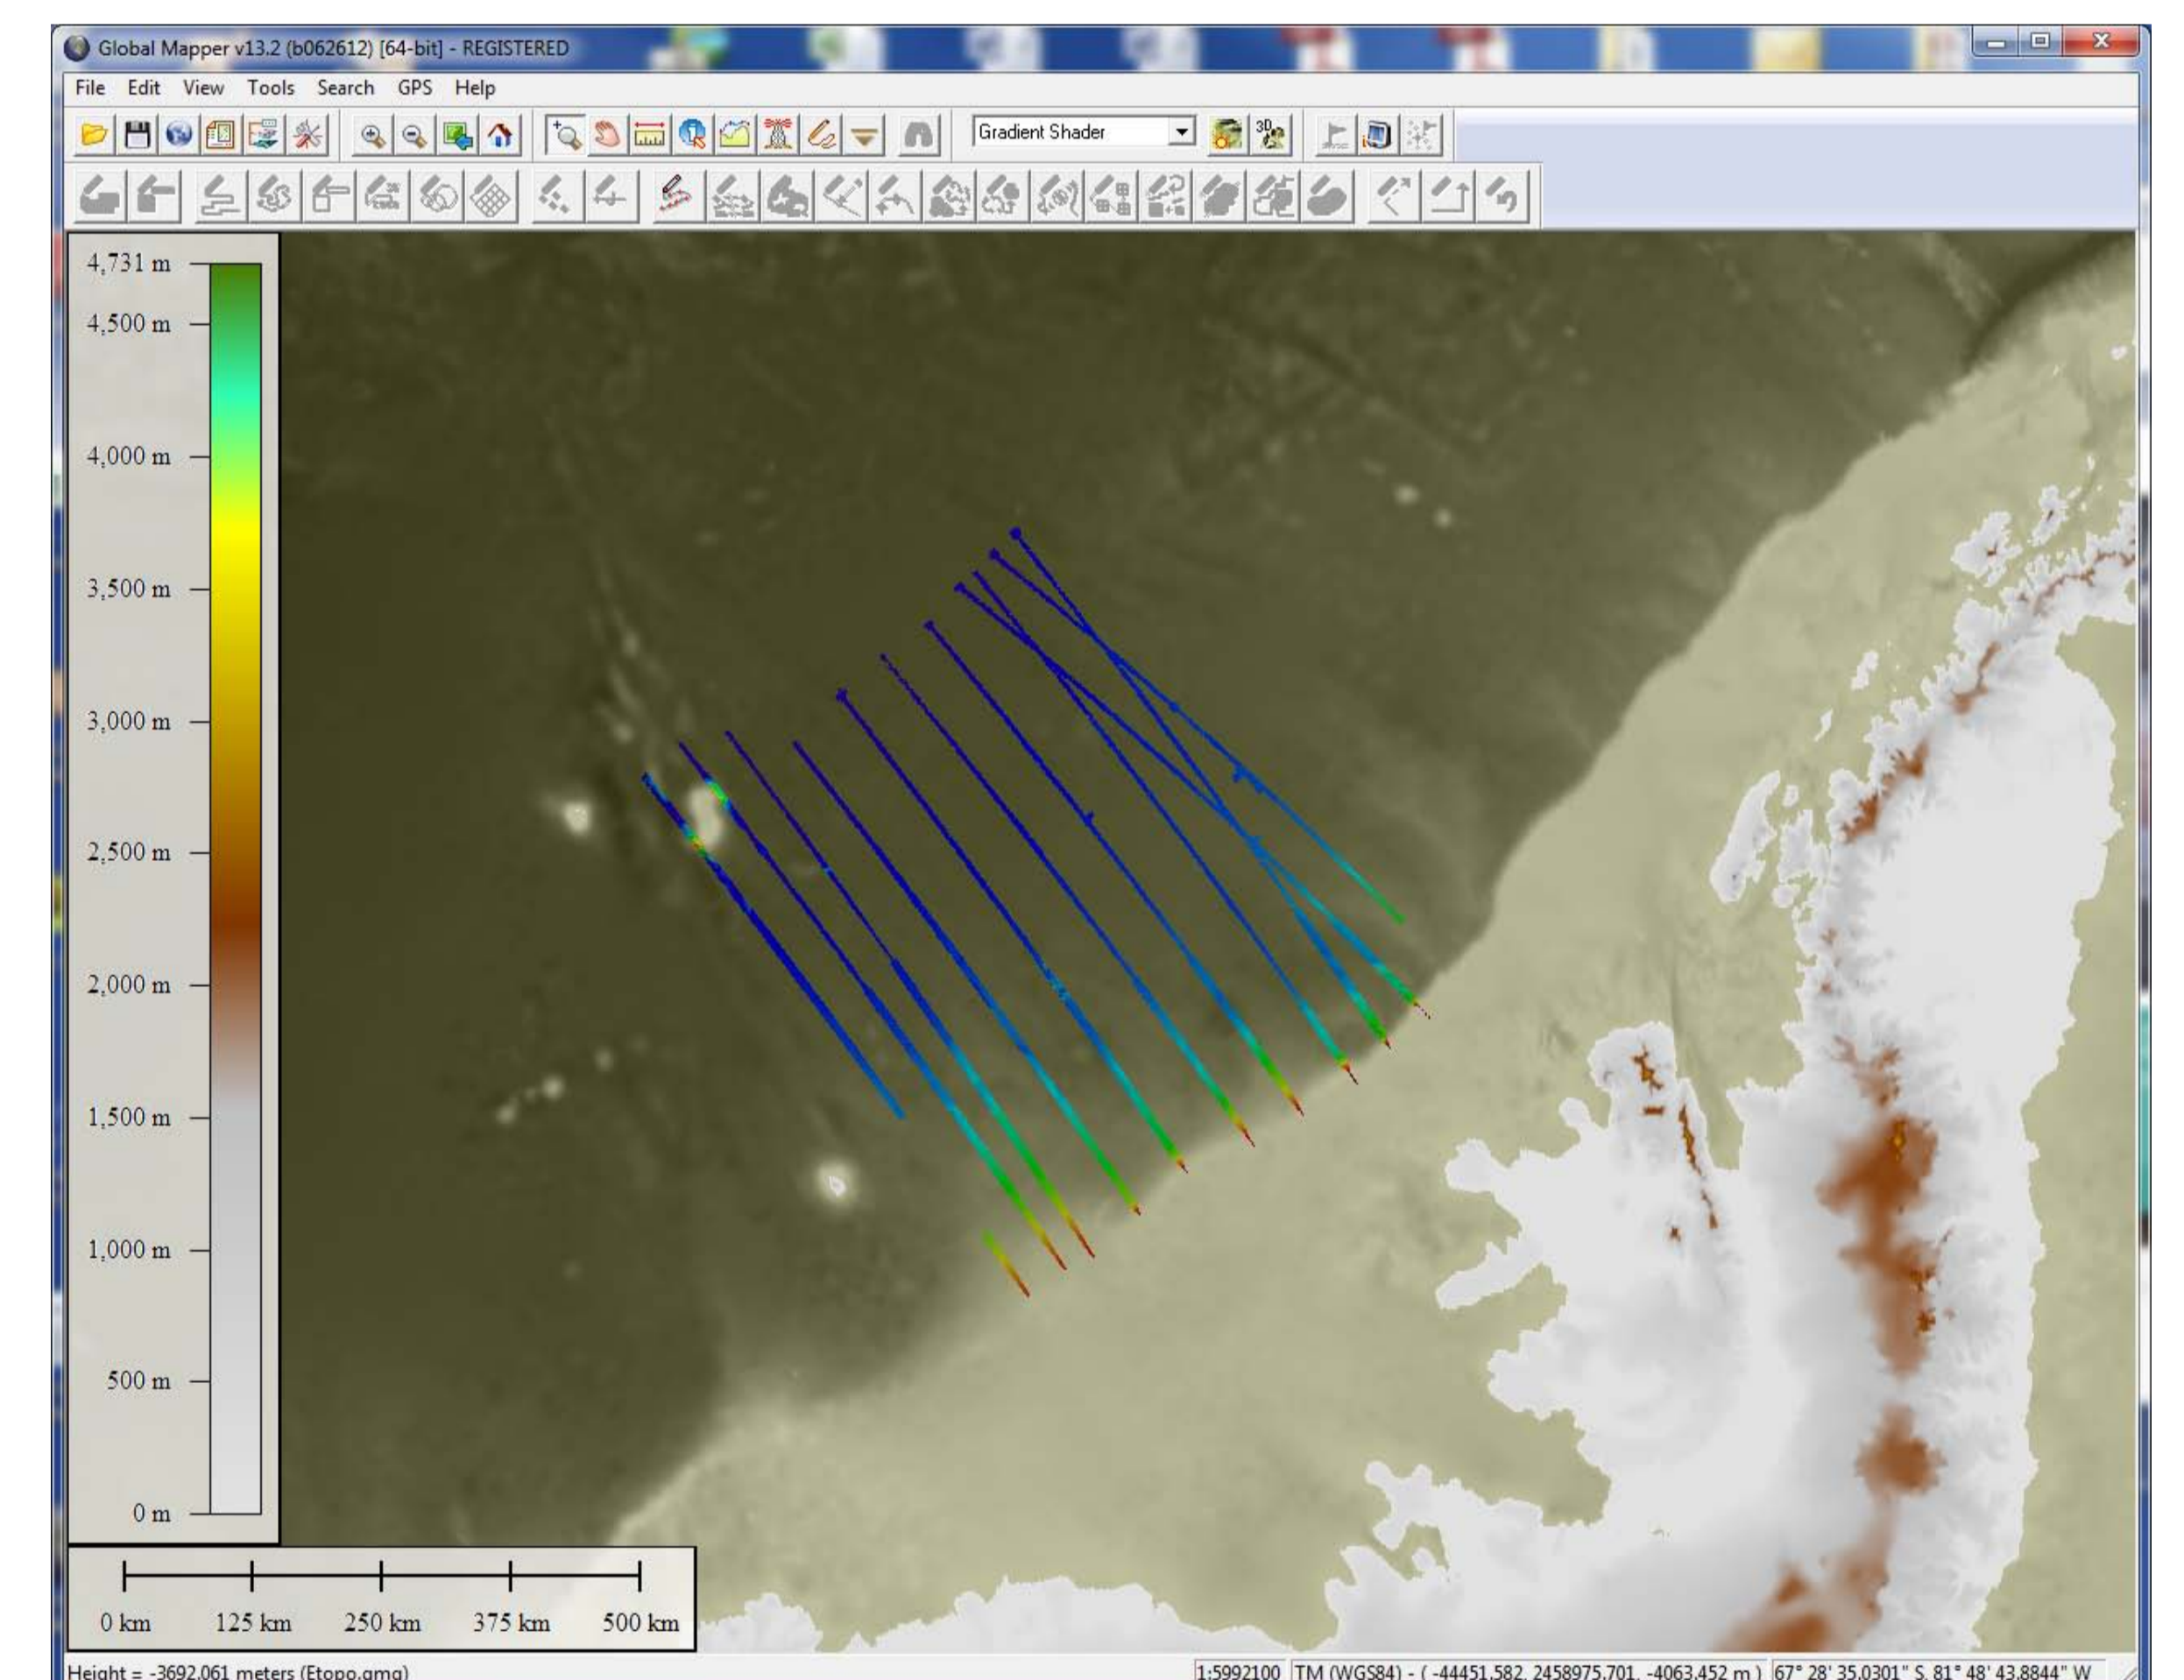 Global Mapper v13.2 (b062612) [64-bit] - REGISTERED
File Edit View Tools Search GPS Help
Gradient Shader
3D
4,731 m
4,500 m
4,000 m
3,500 m
3,000 m
2,500 m
2,000 m
1,500 m
1,000 m
500 m
0 m
0 km 125 km 250 km 375 km 500 km
Height = -3692.061 meters (Etopo.gmg)
1:5992100 TM (WGS84) - ( -44451.582, 2458975.701, -4063.452 m ) 67° 28' 35.0301" S, 81° 48' 43.8844" W